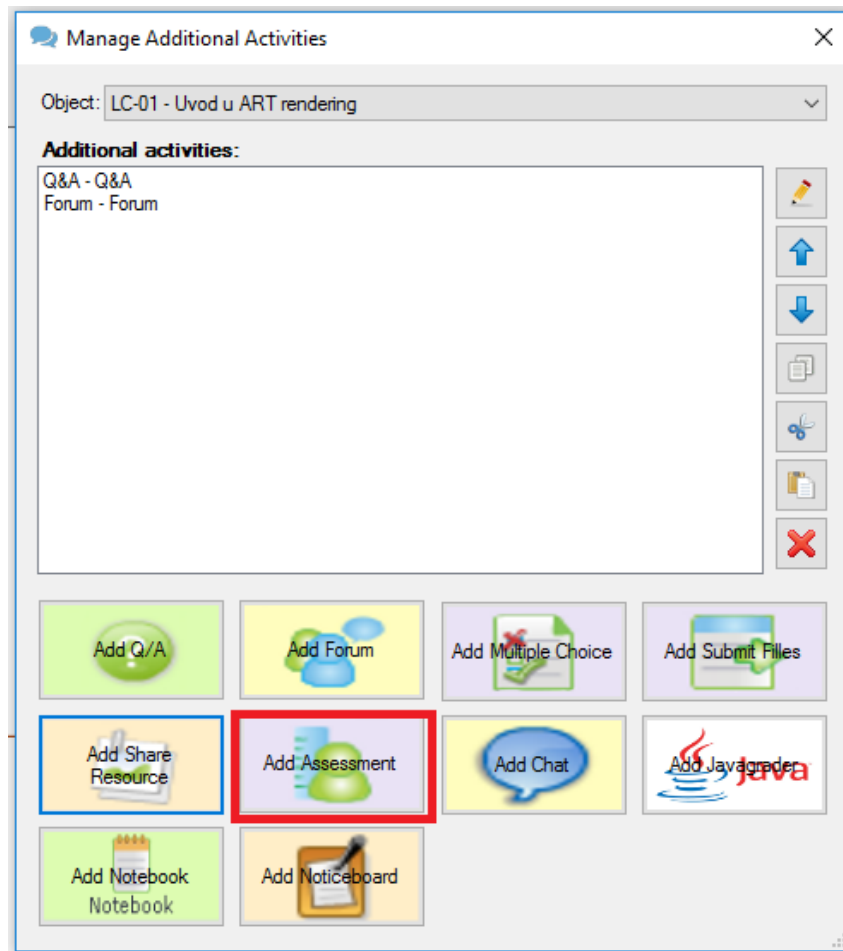 Manage Additional Activities
Object: LC-01 - Uvod u ART rendering
Additional activities:
Q&A - Q&A
Forum - Forum
Add Q/A
Add Forum
Add Multiple Choice
Add Submit Filles
Add Share
Resource
Add Assessment
Add Chat
Add Javagrader
Java
Add Notebook
Notebook
Add Noticeboard